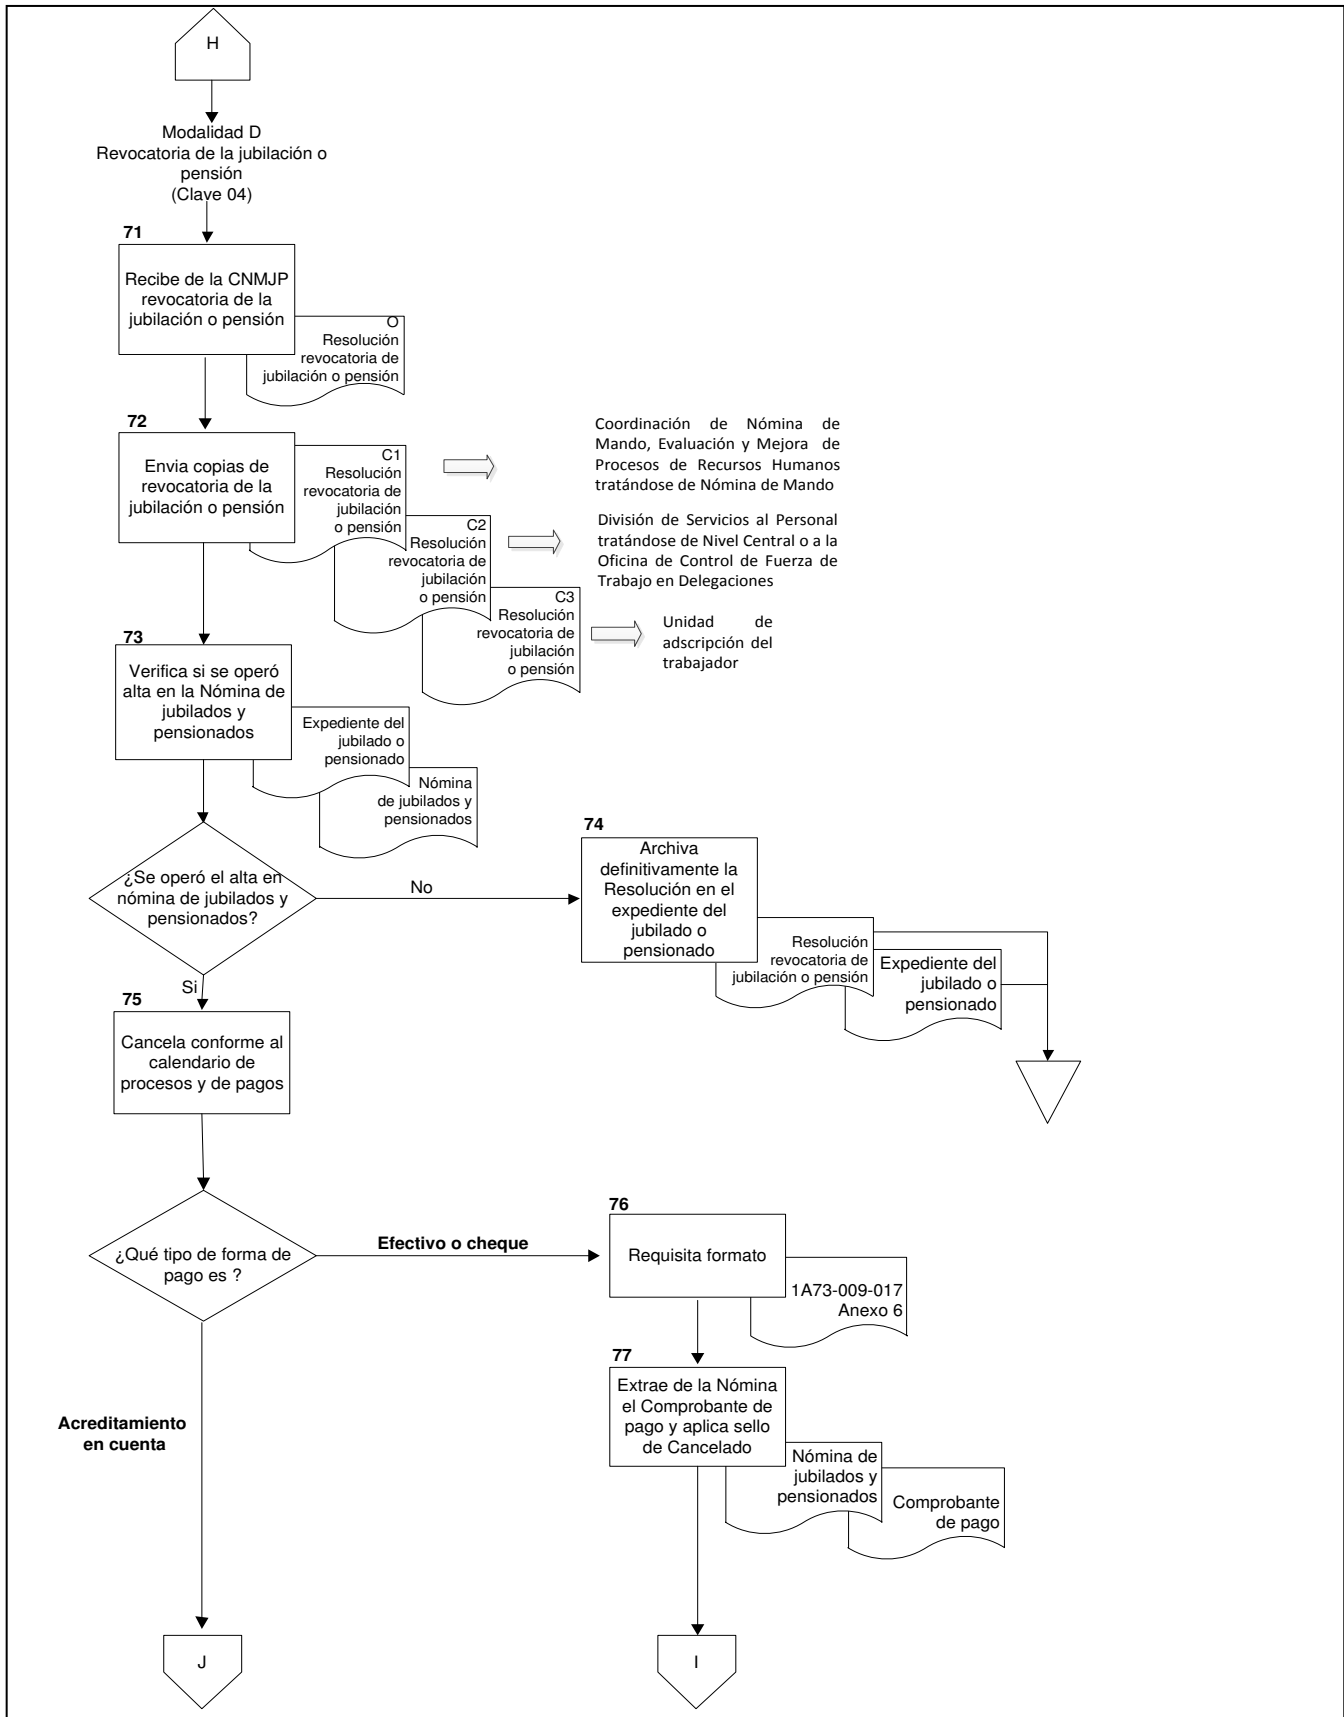 H
Modalidad D
Revocatoria de la jubilación o
pensión
(Clave 04)
71
Recibe de la CNMJP
revocatoria de la
jubilación o pensión
O
Resolución
revocatoria de
jubilación o pensión
72
Envia copias de
revocatoria de la
jubilación o pensión
C1
Resolución
revocatoria de
jubilación
o pensión
Coordinación de Nómina de
Mando, Evaluación y Mejora de
Procesos de Recursos Humanos
tratándose de Nómina de Mando
C2
Resolución
revocatoria de
jubilación
o pensión
División de Servicios al Personal
tratándose de Nivel Central o a la
Oficina de Control de Fuerza de
Trabajo en Delegaciones
C3
Resolución
revocatoria de
jubilación
o pensión
Unidad de
adscripción del
trabajador
73
Verifica si se operó
alta en la Nómina de
jubilados y
pensionados
Expediente del
jubilado o
pensionado
Nómina
de jubilados y
pensionados
¿Se operó el alta en
nómina de jubilados y
pensionados?
No
74
Archiva
definitivamente la
Resolución en el
expediente del
jubilado o
pensionado
Resolución
revocatoria de
jubilación o pensión
Expediente del
jubilado o
pensionado
Si
75
Cancela conforme al
calendario de
procesos y de pagos
¿Qué tipo de forma de
pago es ?
Efectivo o cheque
76
Requisita formato
1A73-009-017
Anexo 6
77
Extrae de la Nómina
el Comprobante de
pago y aplica sello
de Cancelado
Nómina de
jubilados y
pensionados
Comprobante
de pago
Acreditamiento
en cuenta
J
I